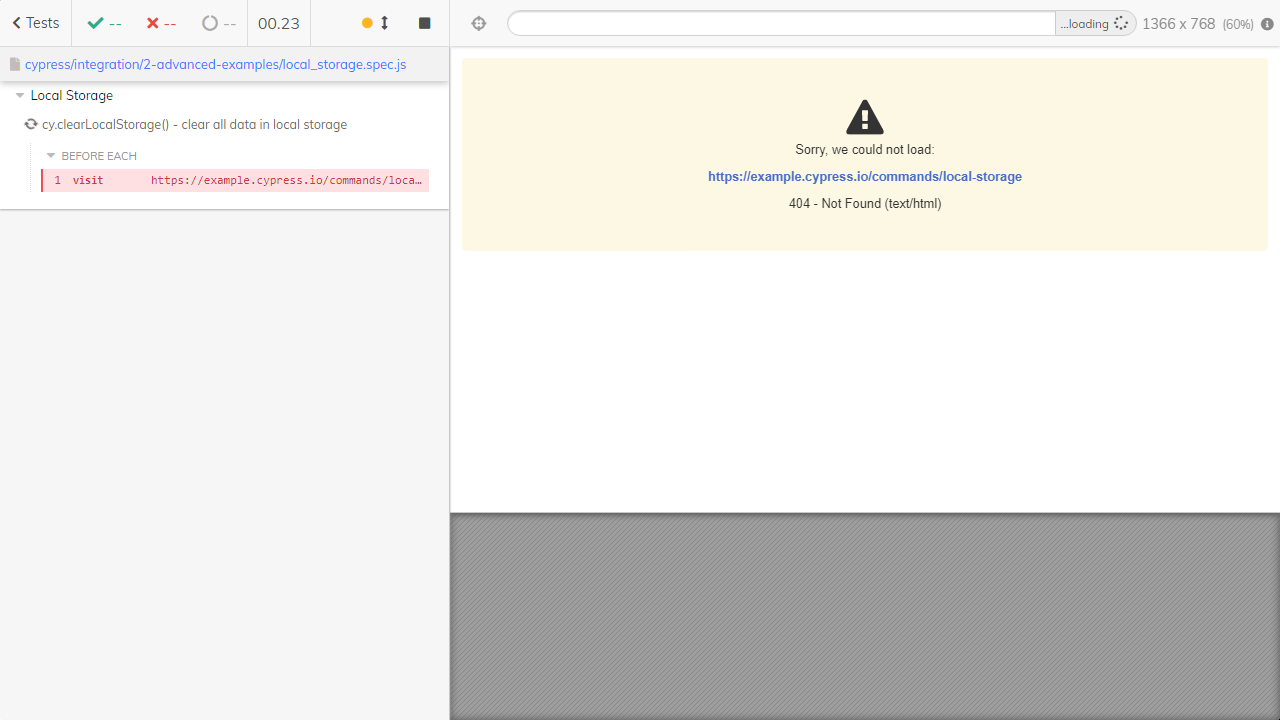 Tests
--
--
--
00.23
...loading
1366 x 768 (60%)
cypress/integration/2-advanced-examples/local_storage.spec.js
Local Storage
cy.clearLocalStorage() - clear all data in local storage
BEFORE EACH
1 visit https://example.cypress.io/commands/loca…
Sorry, we could not load:
https://example.cypress.io/commands/local-storage
404 - Not Found (text/html)